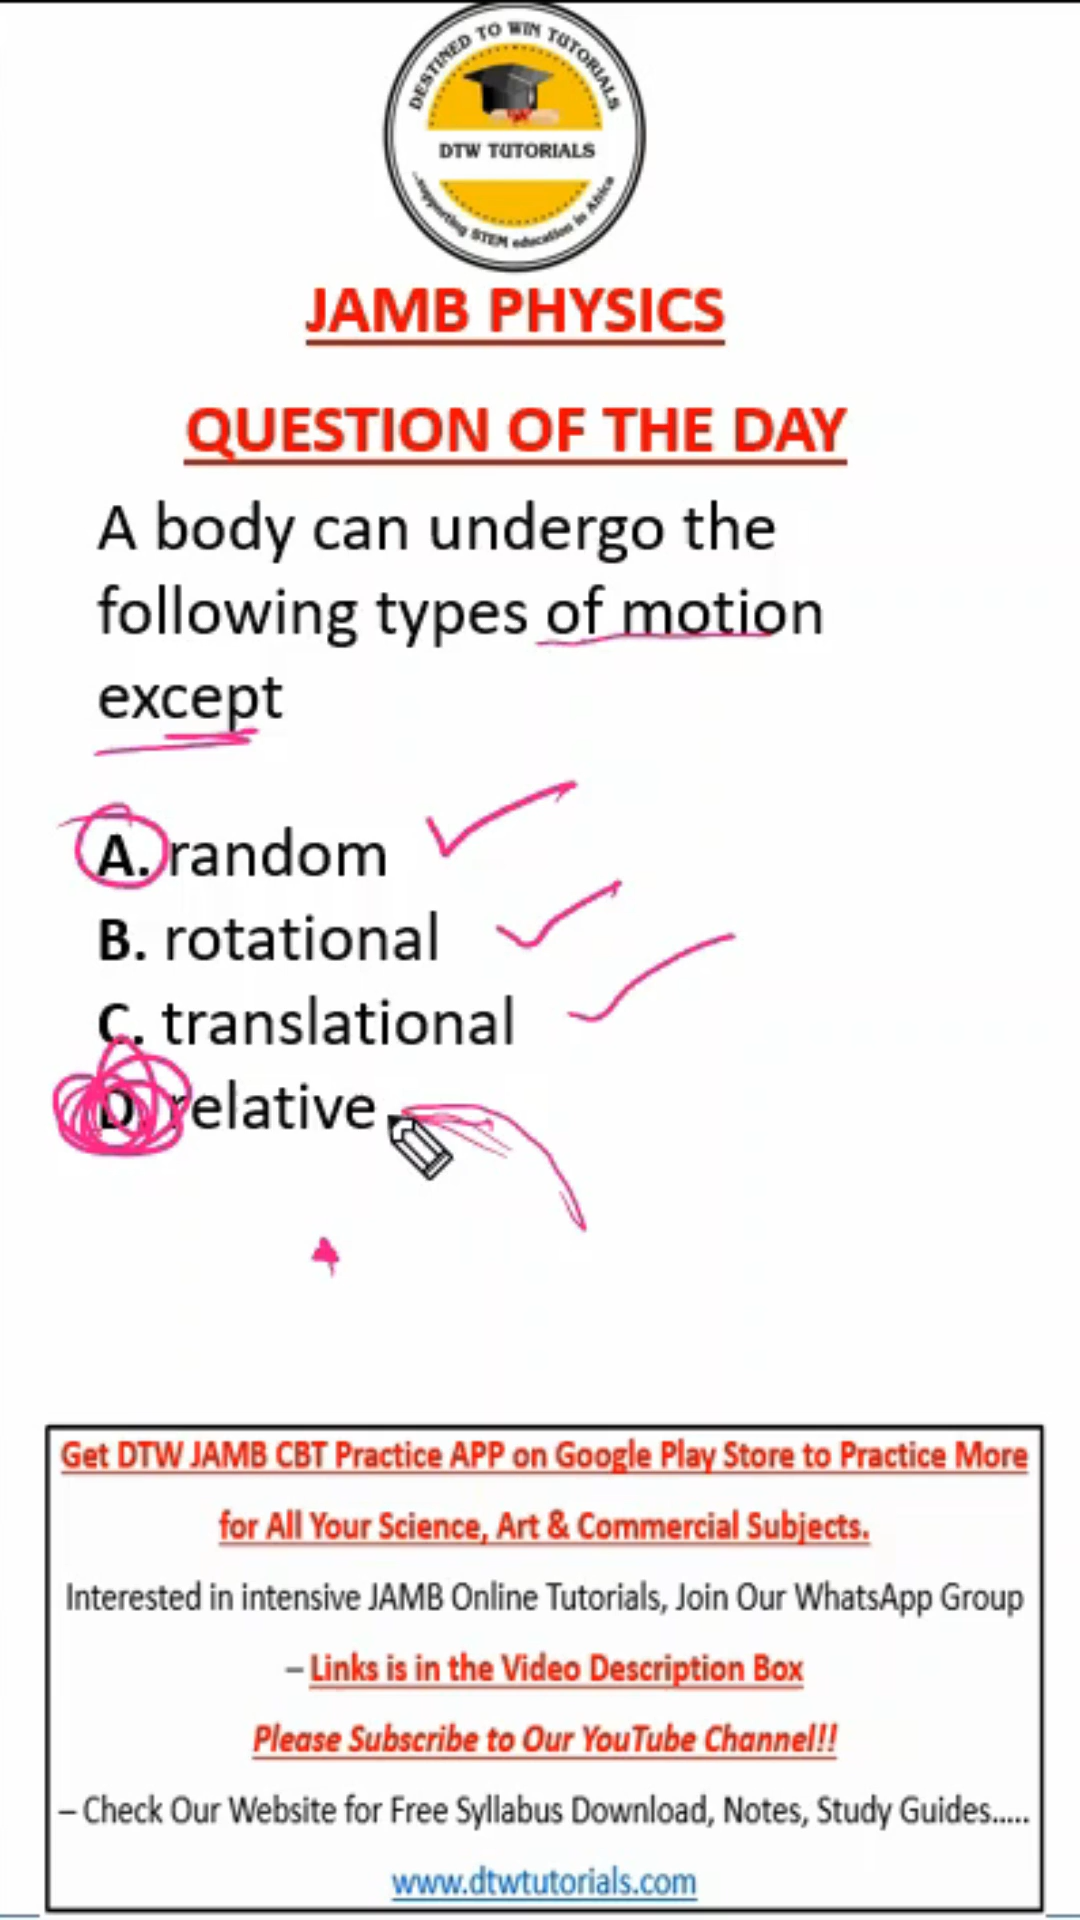 DESTINED TO WIN TUTORIALS
DTW TUTORIALS
...supporting STEM education in Africa
JAMB PHYSICS
QUESTION OF THE DAY
A body can undergo the
following types of motion
except
A. random
B. rotational
C. translational
D. relative
Get DTW JAMB CBT Practice APP on Google Play Store to Practice More
for All Your Science, Art & Commercial Subjects.
Interested in intensive JAMB Online Tutorials, Join Our WhatsApp Group
– Links is in the Video Description Box
Please Subscribe to Our YouTube Channel!!
– Check Our Website for Free Syllabus Download, Notes, Study Guides.....
www.dtwtutorials.com